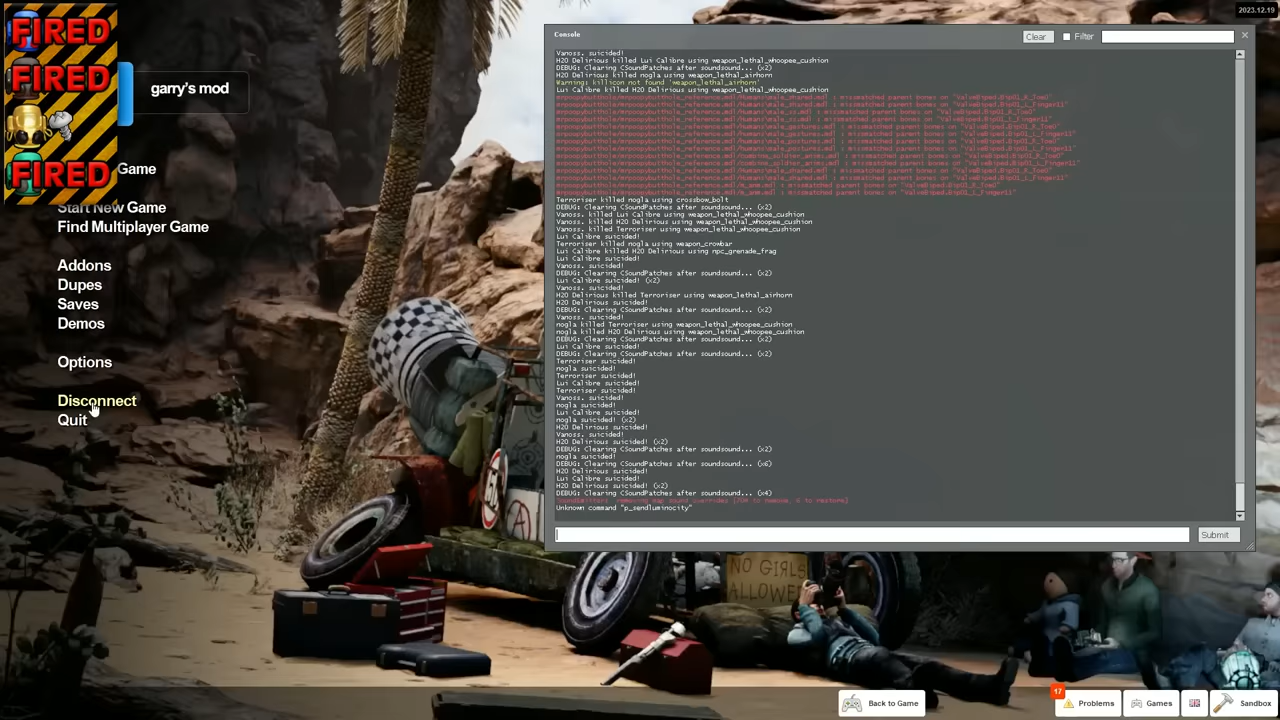 2023.12.19
FIRED
FIRED
FIRED
garry's mod
Game
Start New Game
Find Multiplayer Game
Addons
Dupes
Saves
Demos
Options
Disconnect
Quit
Console
Clear
Filter
Vanoss. suicided!
H2O Delirious killed Lui Calibre using weapon_lethal_whoopee_cushion
DEBUG: Clearing CSoundPatches after soundsound... (x2)
H2O Delirious killed nogla using weapon_lethal_airhorn
Warning: killicon not found 'weapon_lethal_airhorn'
Lui Calibre killed H2O Delirious using weapon_lethal_whoopee_cushion
Terroriser killed nogla using crossbow_bolt
DEBUG: Clearing CSoundPatches after soundsound... (x2)
Vanoss. killed Lui Calibre using weapon_lethal_whoopee_cushion
Vanoss. killed H2O Delirious using weapon_lethal_whoopee_cushion
Vanoss. killed Terroriser using weapon_lethal_whoopee_cushion
Lui Calibre suicided!
Terroriser killed nogla using weapon_crowbar
Lui Calibre killed H2O Delirious using npc_grenade_frag
Lui Calibre suicided!
Vanoss. suicided!
DEBUG: Clearing CSoundPatches after soundsound... (x2)
Lui Calibre suicided! (x2)
Vanoss. suicided!
H2O Delirious killed Terroriser using weapon_lethal_airhorn
H2O Delirious suicided!
DEBUG: Clearing CSoundPatches after soundsound... (x2)
Vanoss. suicided!
nogla killed Terroriser using weapon_lethal_whoopee_cushion
nogla killed H2O Delirious using weapon_lethal_whoopee_cushion
DEBUG: Clearing CSoundPatches after soundsound... (x2)
Lui Calibre suicided!
DEBUG: Clearing CSoundPatches after soundsound... (x2)
Terroriser suicided!
nogla suicided!
Terroriser suicided!
Lui Calibre suicided!
Terroriser suicided!
Vanoss. suicided!
nogla suicided!
Lui Calibre suicided!
nogla suicided! (x2)
H2O Delirious suicided!
Vanoss. suicided!
H2O Delirious suicided! (x2)
DEBUG: Clearing CSoundPatches after soundsound... (x2)
nogla suicided!
DEBUG: Clearing CSoundPatches after soundsound... (x6)
H2O Delirious suicided!
Lui Calibre suicided!
H2O Delirious suicided! (x2)
DEBUG: Clearing CSoundPatches after soundsound... (x4)
Unknown command "p_sendluminocity"
Submit
NO GIRLS
ALLOWED
Back to Game
17
Problems
Games
Sandbox